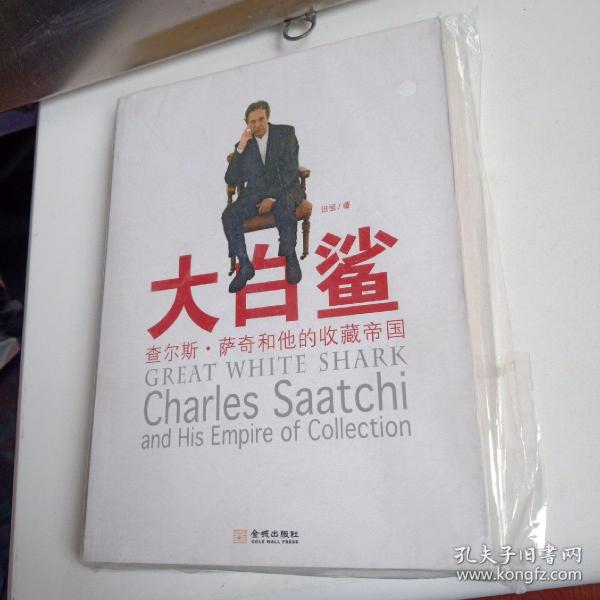 田恒/著
大白鲨
查尔斯·萨奇和他的收藏帝国
GREAT WHITE SHARK
Charles Saatchi
and His Empire of Collection
金城出版社
GOLD WALL PRESS
孔夫子旧书网
www.kongfz.com